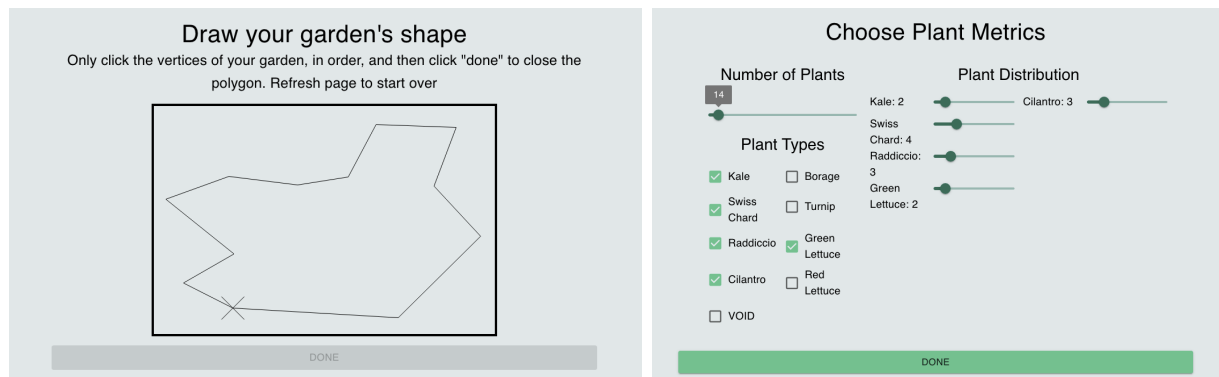 Draw your garden's shape
Only click the vertices of your garden, in order, and then click "done" to close the
polygon. Refresh page to start over
DONE
Choose Plant Metrics
Number of Plants
14
Plant Types
Kale
Borage
Swiss
Chard
Turnip
Raddiccio
Green
Lettuce
Cilantro
Red
Lettuce
VOID
Plant Distribution
Kale: 2
Cilantro: 3
Swiss
Chard: 4
Raddiccio:
3
Green
Lettuce: 2
DONE